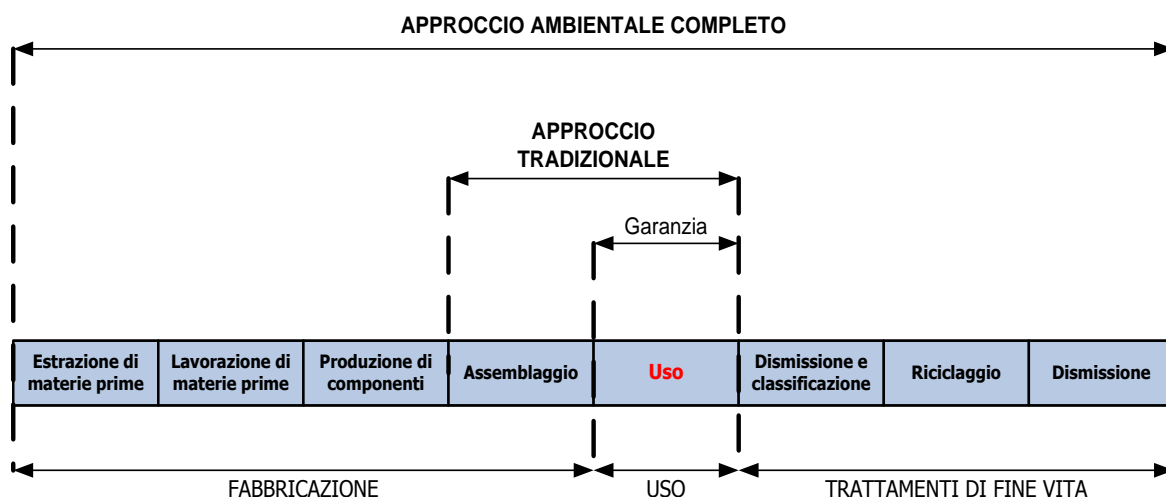 APPROCCIO AMBIENTALE COMPLETO
APPROCCIO
TRADIZIONALE
Garanzia
Estrazione di
materie prime
Lavorazione di
materie prime
Produzione di
componenti
Assemblaggio
Uso
Dismissione e
classificazione
Riciclaggio
Dismissione
FABBRICAZIONE
USO
TRATTAMENTI DI FINE VITA